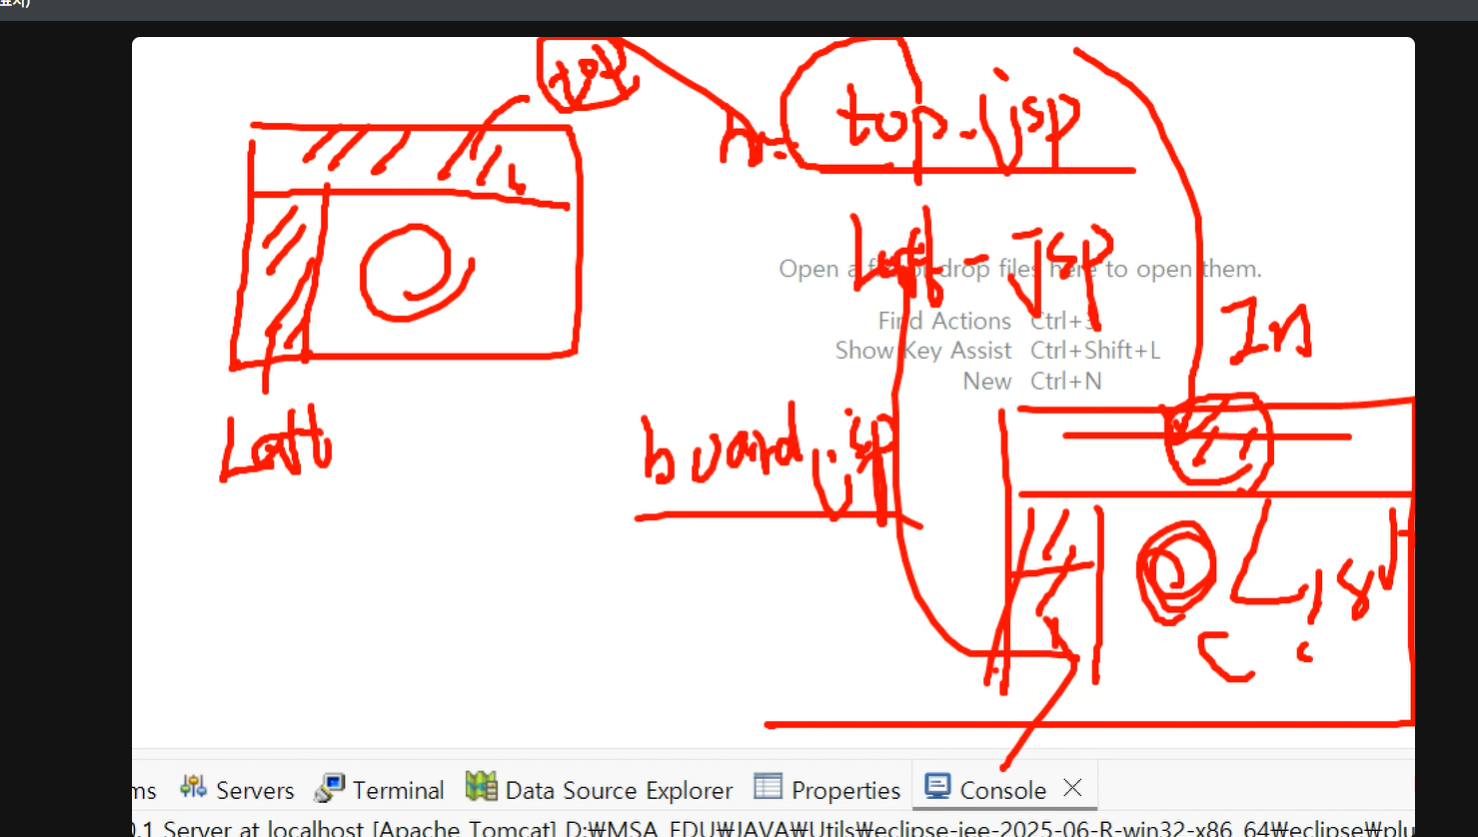 표시)
top
top.jsp
Left-jsp
Open a file or drop files here to open them.
Find Actions Ctrl+3
Show Key Assist Ctrl+Shift+L
New Ctrl+N
In
Left
board.jsp
List
ms Servers Terminal Data Source Explorer Properties Console
0.1 Server at localhost [Apache Tomcat] D:₩MSA_EDU₩JAVA₩Utils₩eclipse-jee-2025-06-R-win32-x86_64₩eclipse₩plu